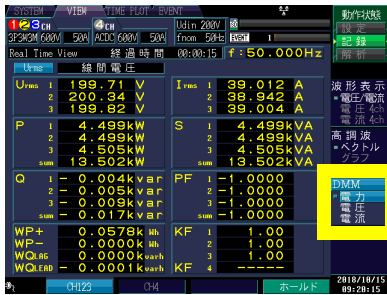 SYSTEM VIEW TIME PLOT EVENT
123CH 4CH Udin 200V
3P3W3M 600V 50A ACDC 600V 50A fnom 50Hz EVENT 1
Real Time View 経過時間 00:00:15 f:50.000Hz
Urms 線間電圧
Urms 1 199.71 V Irms 1 39.012 A
2 200.34 V 2 38.942 A
3 199.82 V 3 39.004 A
P 1 4.499kW S 1 4.499kVA
2 4.499kW 2 4.499kVA
3 4.505kW 3 4.505kVA
sum 13.502kW sum 13.502kVA
Q 1 - 0.004kvar PF 1 -1.0000
2 - 0.005kvar 2 -1.0000
3 - 0.009kvar 3 -1.0000
sum - 0.017kvar sum -1.0000
WP+ 0.0578k Wh KF 1 1.00
WP- 0.0000k Wh 2 1.00
WQLAG 0.0000kvarh 3 1.00
WQLEAD - 0.0001kvarh KF 4 -----
CH123 CH4 ホールド
動作状態
設定
記録
解析
波形表示
電圧/電流
電圧 4ch
電流 4ch
高調波
ベクトル
グラフ
DMM
電力
電圧
電流
2018/10/15
09:20:15